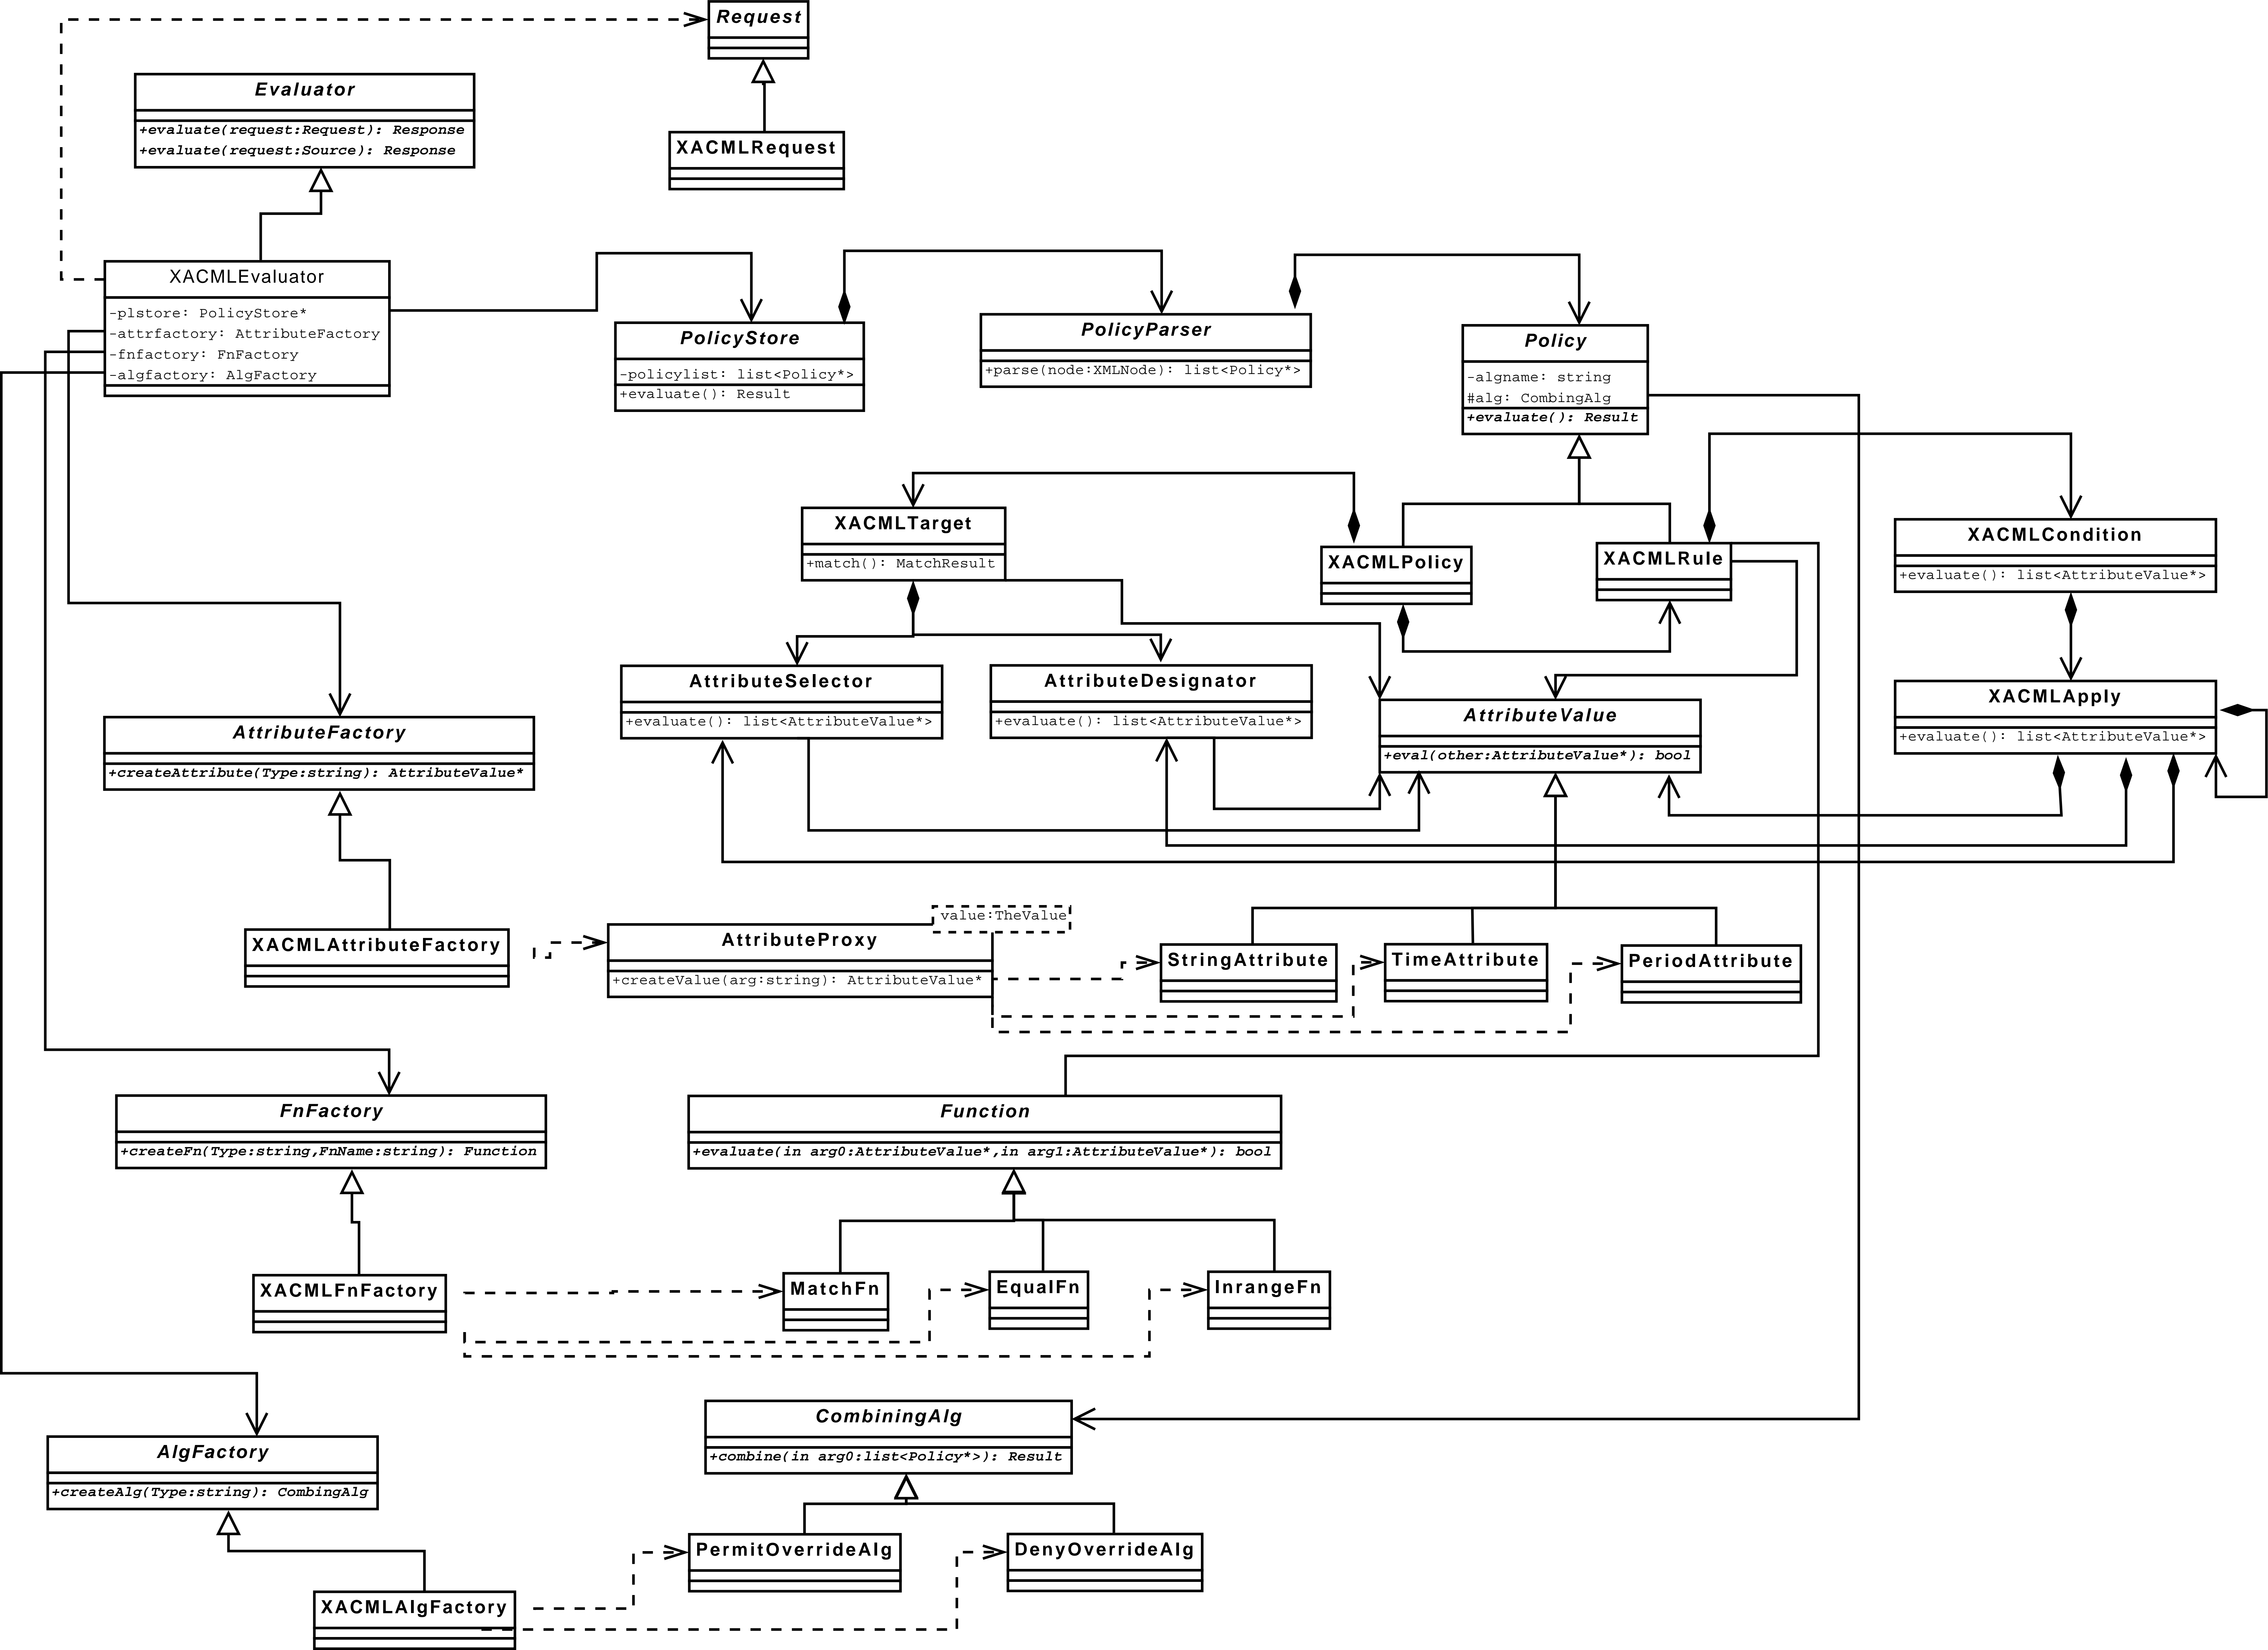 Request
Evaluator
+evaluate(request:Request): Response
+evaluate(request:Source): Response
XACMLRequest
XACMLEvaluator
-plstore: PolicyStore*
-attrfactory: AttributeFactory
-fnfactory: FnFactory
-algfactory: AlgFactory
PolicyStore
-policylist: list<Policy*>
+evaluate(): Result
PolicyParser
+parse(node:XMLNode): list<Policy*>
Policy
-algname: string
#alg: CombingAlg
+evaluate(): Result
XACMLTarget
+match(): MatchResult
XACMLPolicy
XACMLRule
XACMLCondition
+evaluate(): list<AttributeValue*>
AttributeSelector
+evaluate(): list<AttributeValue*>
AttributeDesignator
+evaluate(): list<AttributeValue*>
AttributeValue
+eval(other:AttributeValue*): bool
XACMLApply
+evaluate(): list<AttributeValue*>
AttributeFactory
+createAttribute(Type:string): AttributeValue*
XACMLAttributeFactory
value:TheValue
AttributeProxy
+createValue(arg:string): AttributeValue*
StringAttribute
TimeAttribute
PeriodAttribute
FnFactory
+createFn(Type:string,FnName:string): Function
Function
+evaluate(in arg0:AttributeValue*,in arg1:AttributeValue*): bool
XACMLFnFactory
MatchFn
EqualFn
InrangeFn
AlgFactory
+createAlg(Type:string): CombingAlg
CombiningAlg
+combine(in arg0:list<Policy*>): Result
XACMLAlgFactory
PermitOverrideAlg
DenyOverrideAlg